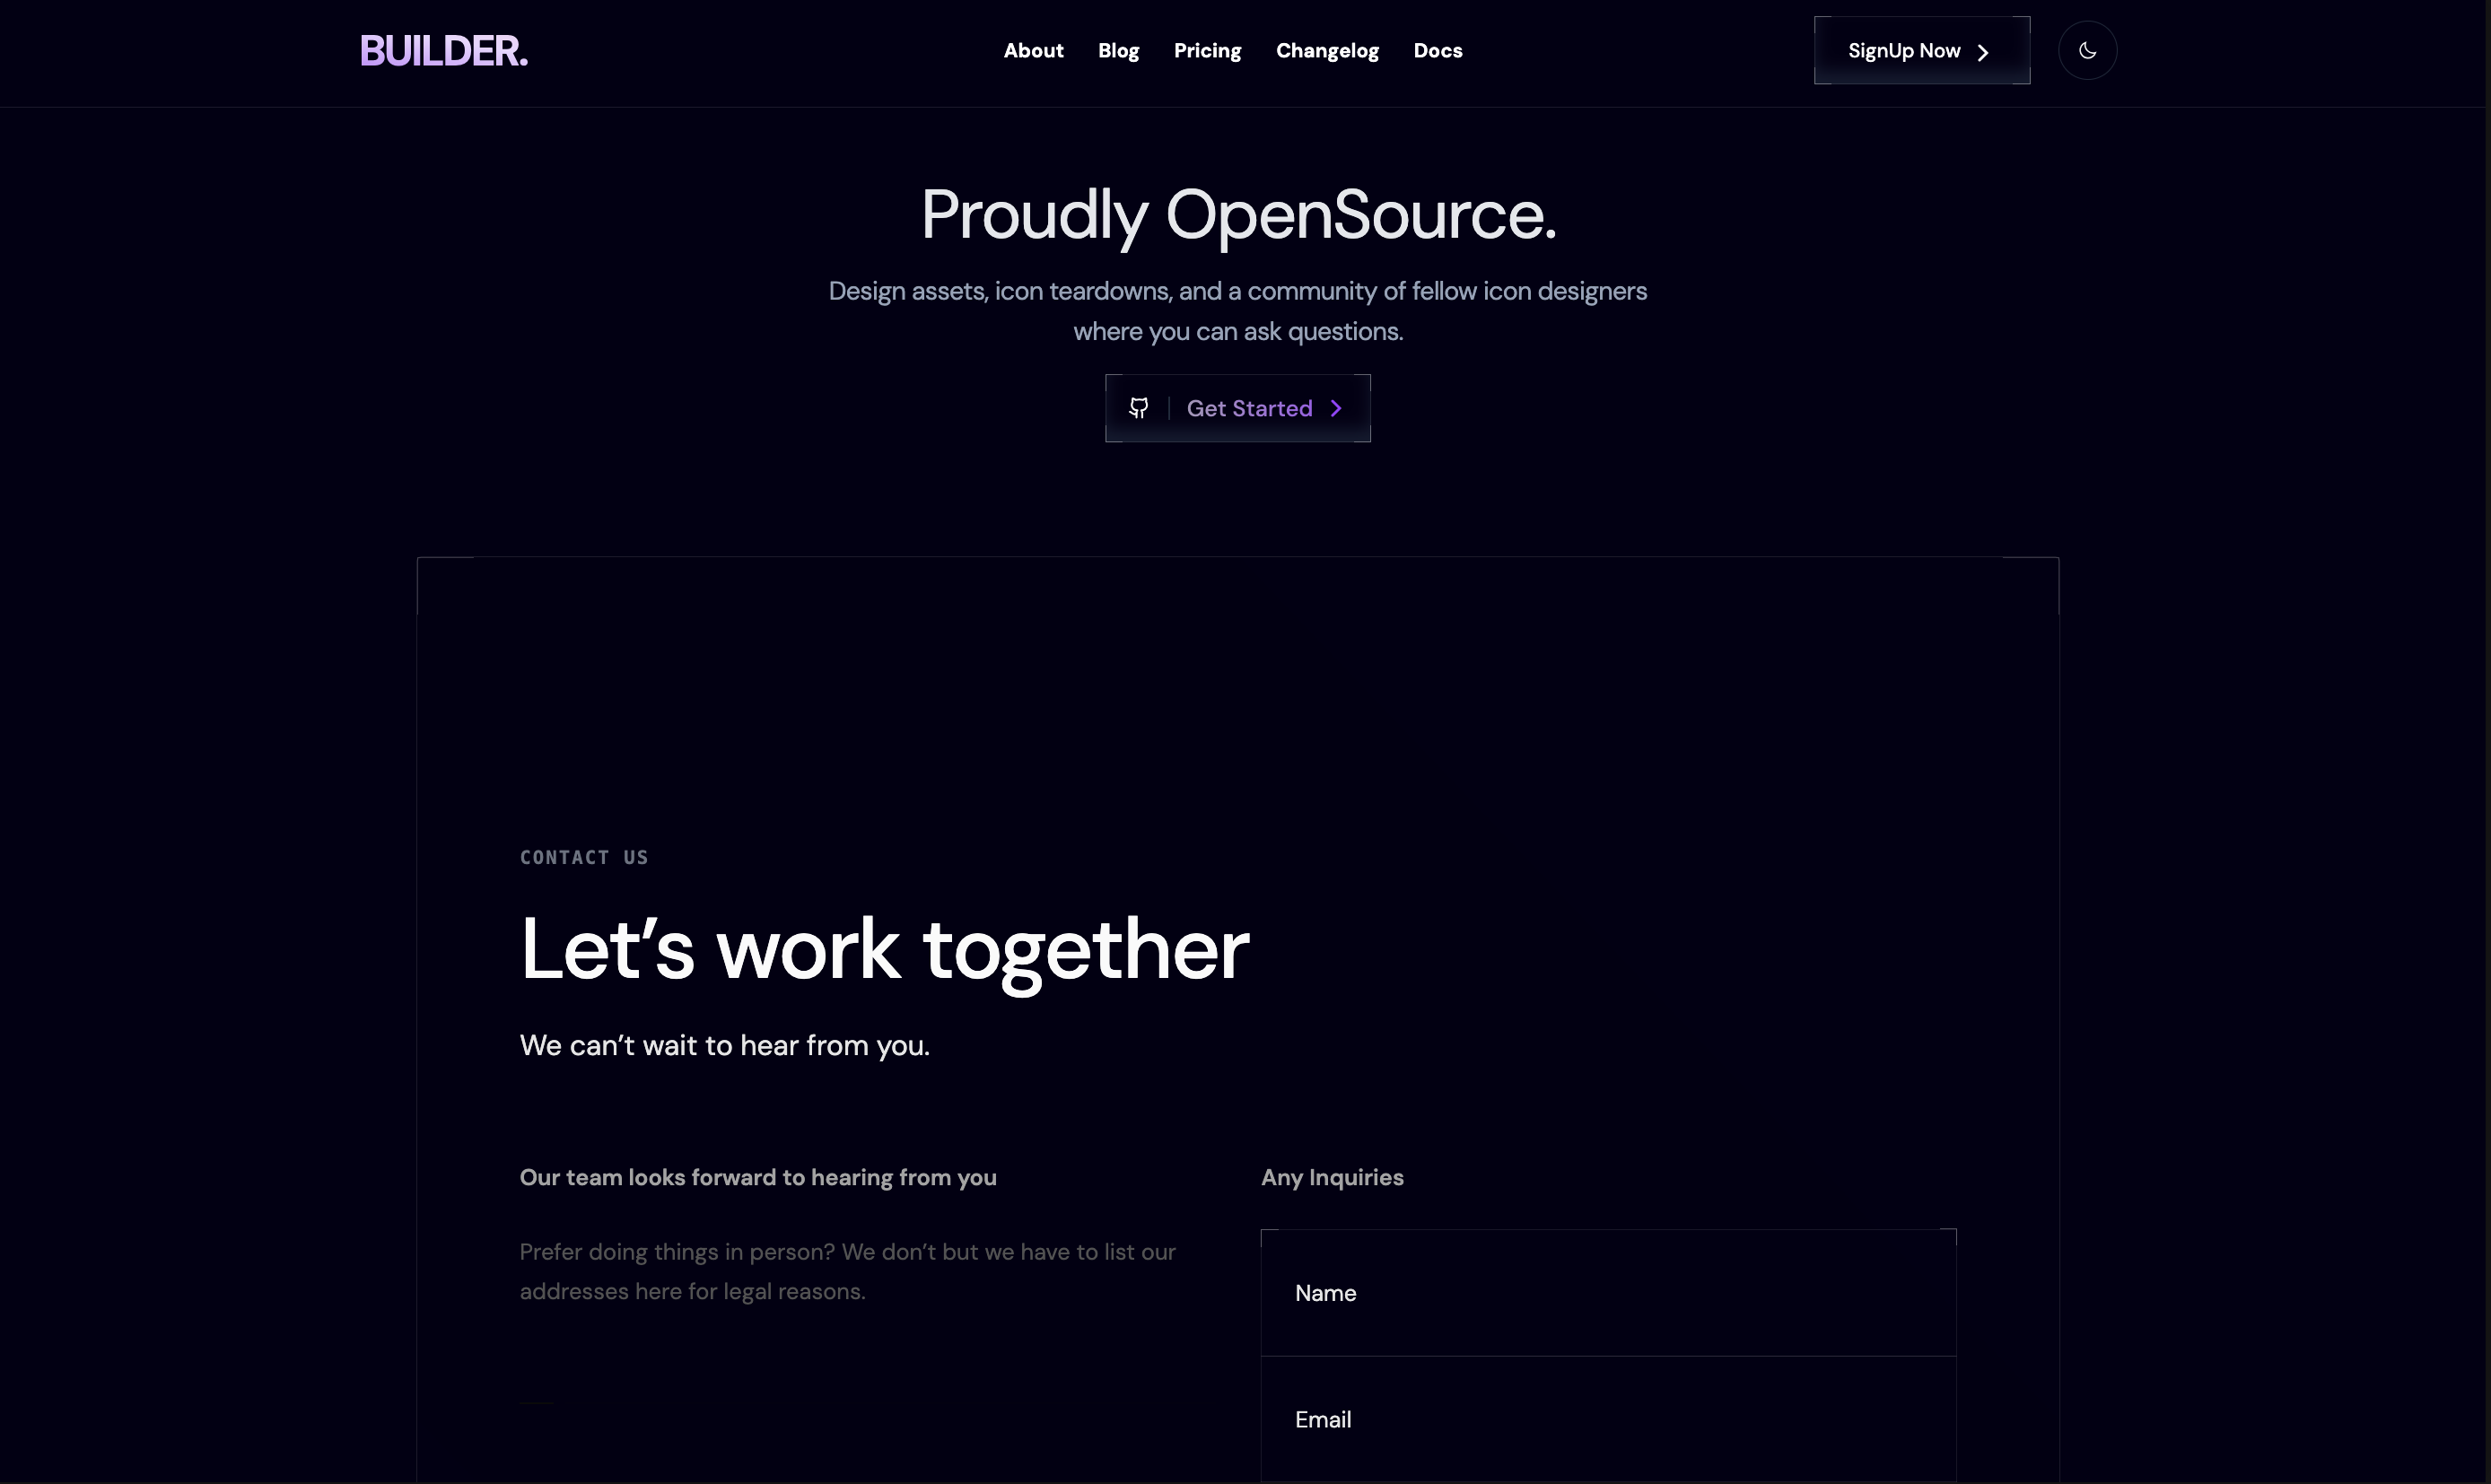 BUILDER.
About Blog Pricing Changelog Docs
SignUp Now
Proudly OpenSource.
Design assets, icon teardowns, and a community of fellow icon designers
where you can ask questions.
Get Started
CONTACT US
Let’s work together
We can’t wait to hear from you.
Our team looks forward to hearing from you
Prefer doing things in person? We don’t but we have to list our
addresses here for legal reasons.
Any Inquiries
Name
Email